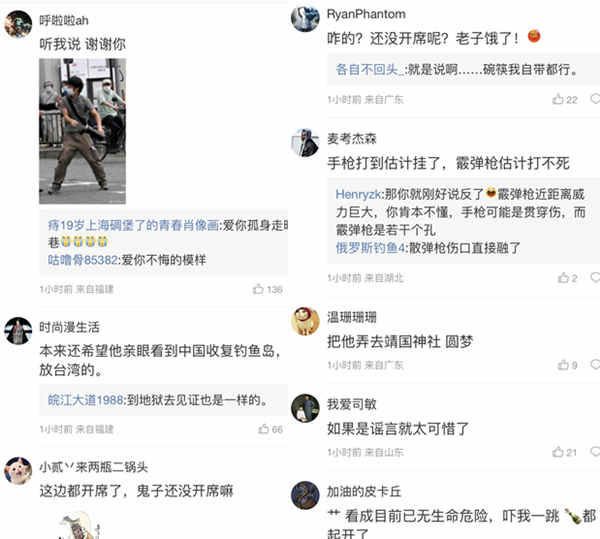 呼啦啦ah
听我说 谢谢你
痔19岁上海碉堡了的青春肖像画:爱你孤身走暗
巷
咕噜骨85382:爱你不悔的模样
1小时前 来自福建
136
时尚漫生活
本来还希望他亲眼看到中国收复钓鱼岛,
放台湾的。
皖江大道1988:到地狱去见证也是一样的。
1小时前 来自福建
66
小贰丷来两瓶二锅头
这边都开席了,鬼子还没开席嘛
RyanPhantom
咋的?还没开席呢?老子饿了!
各自不回头_:就是说啊……碗筷我自带都行。
1小时前 来自广东
22
麦考杰森
手枪打到估计挂了,霰弹枪估计打不死
Henryzk:那你就刚好说反了霰弹枪近距离威
力巨大,你肯本不懂,手枪可能是贯穿伤,而
霰弹枪是若干个孔
俄罗斯钓鱼4:散弹枪伤口直接融了
1小时前 来自湖北
2
温珊珊珊
把他弄去靖国神社 圆梦
1小时前 来自广东
9
我爱司敏
如果是谣言就太可惜了
1小时前 来自山东
21
加油的皮卡丘
艹 看成目前已无生命危险,吓我一跳 都
起开了